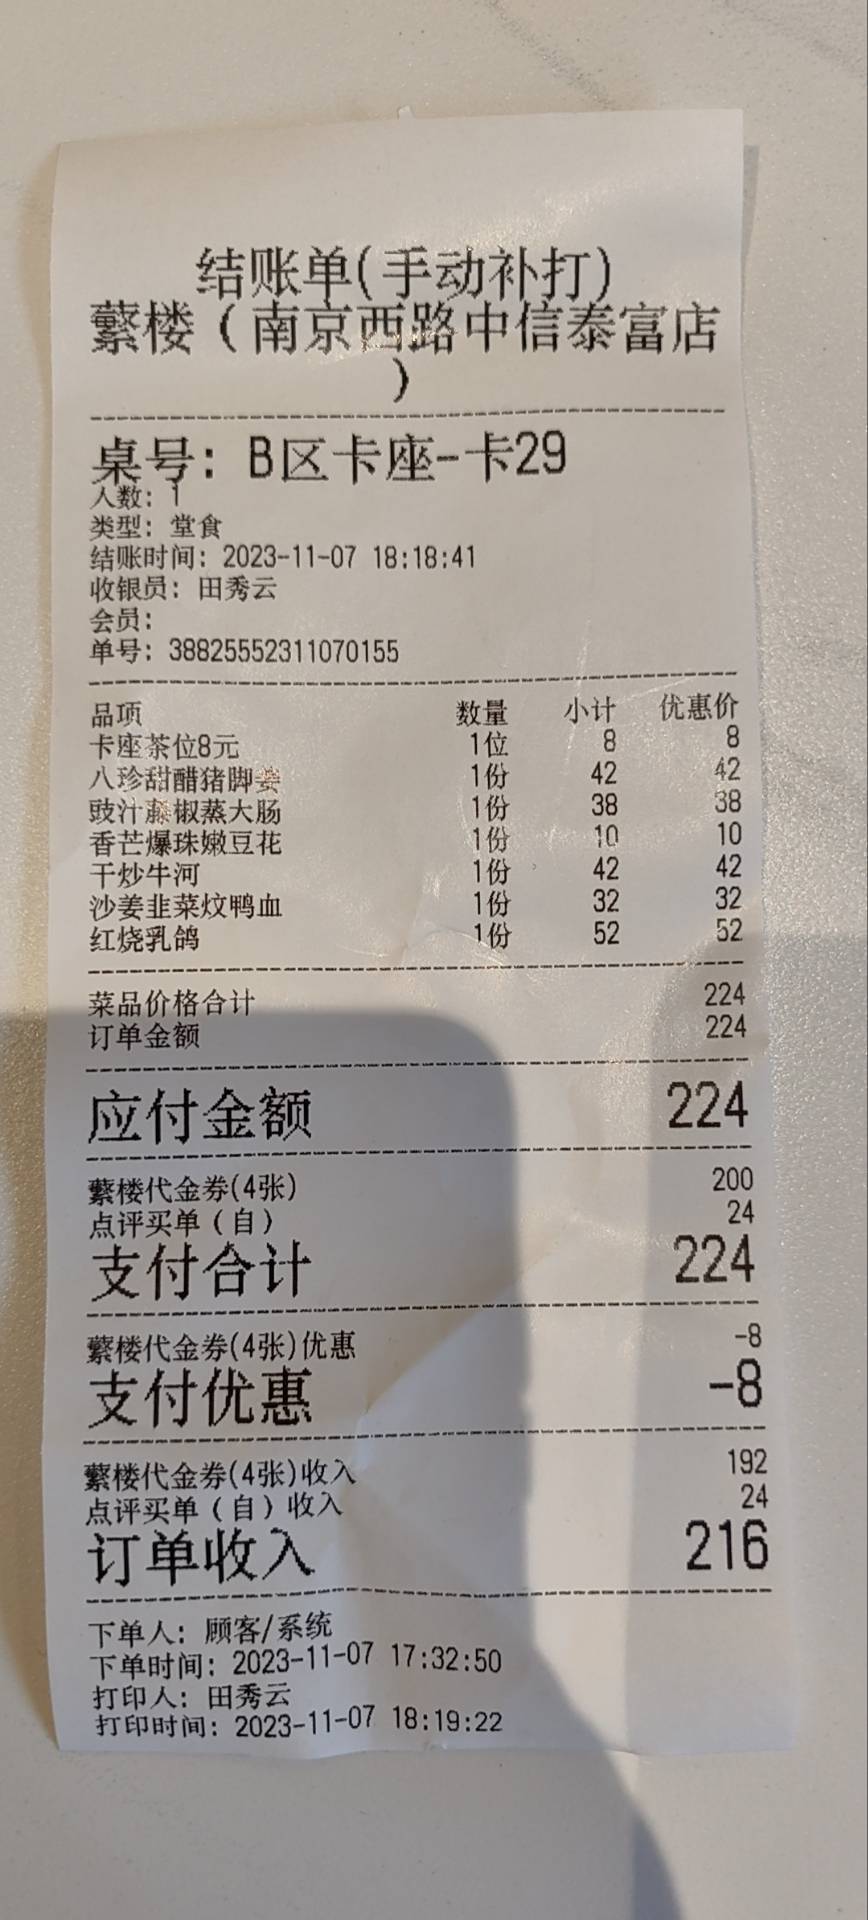 结账单(手动补打)
蘩楼(南京西路中信泰富店
)
桌号: B区卡座-卡29
人数: 1
类型: 堂食
结账时间: 2023-11-07 18:18:41
收银员: 田秀云
会员:
单号: 38825552311070155
品项 数量 小计 优惠价
卡座茶位8元 1位 8 8
八珍甜醋猪脚姜 1份 42 42
豉汁藤椒蒸大肠 1份 38 38
香芒爆珠嫩豆花 1份 10 10
干炒牛河 1份 42 42
沙姜韭菜炆鸭血 1份 32 32
红烧乳鸽 1份 52 52
菜品价格合计 224
订单金额 224
应付金额 224
蘩楼代金券(4张) 200
点评买单(自) 24
支付合计 224
蘩楼代金券(4张)优惠 -8
支付优惠 -8
蘩楼代金券(4张)收入 192
点评买单(自)收入 24
订单收入 216
下单人: 顾客/系统
下单时间: 2023-11-07 17:32:50
打印人: 田秀云
打印时间: 2023-11-07 18:19:22